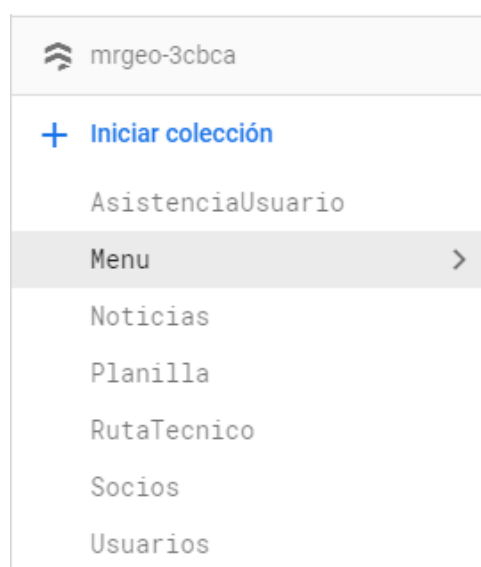 mrgeo-3cbca
Iniciar colección
AsistenciaUsuario
Menu
Noticias
Planilla
RutaTecnico
Socios
Usuarios